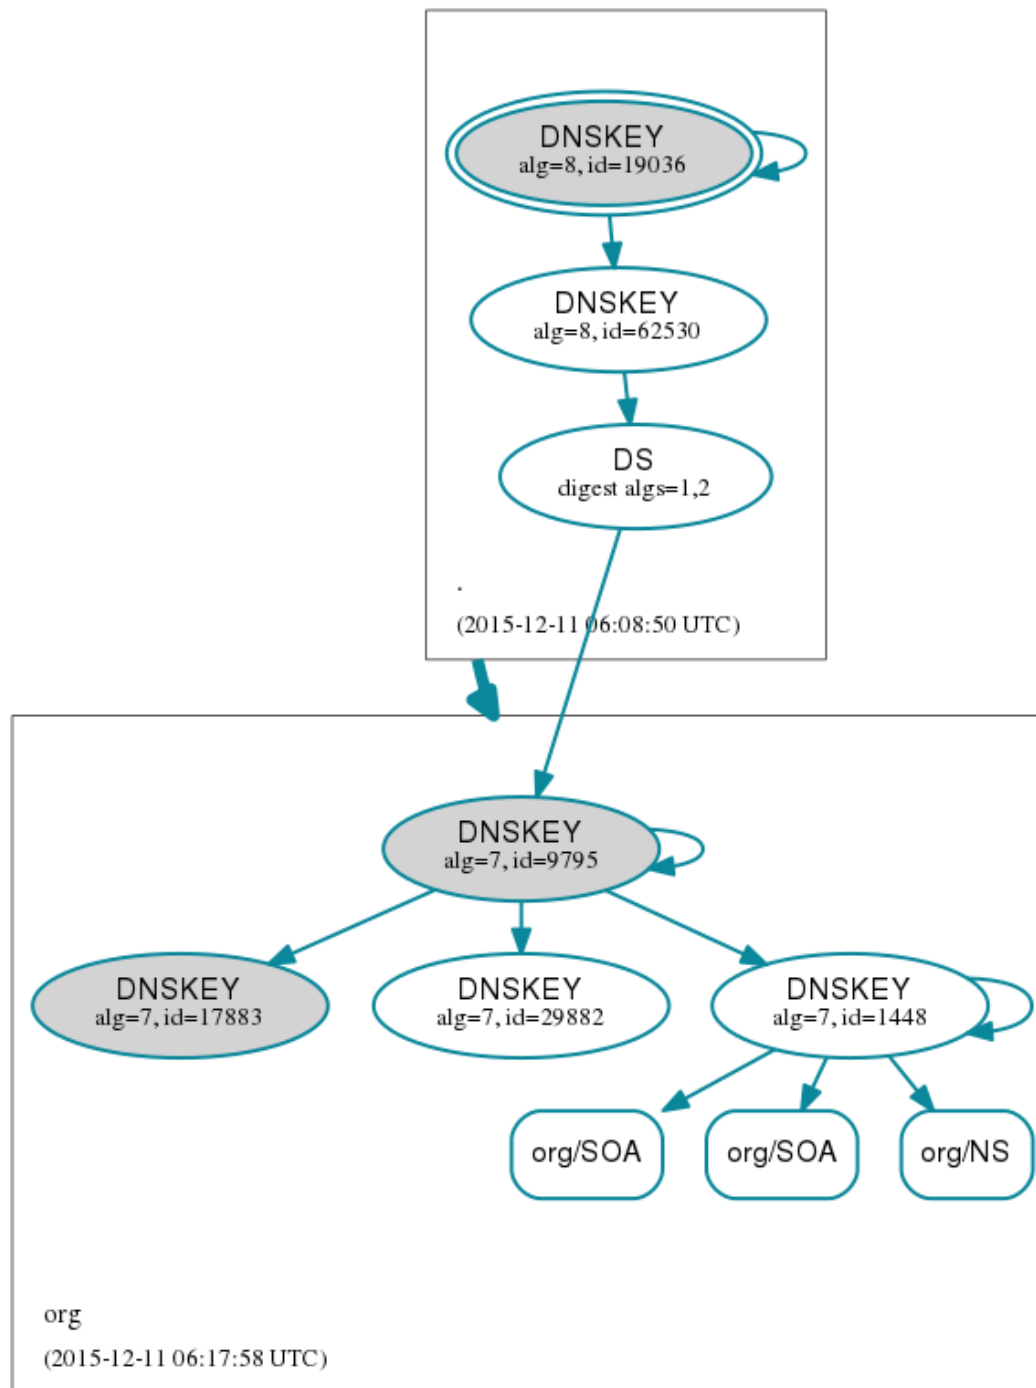 DNSKEY
alg=8, id=19036
DNSKEY
alg=8, id=62530
DS
digest algs=1,2
.
(2015-12-11 06:08:50 UTC)
DNSKEY
alg=7, id=9795
DNSKEY
alg=7, id=17883
DNSKEY
alg=7, id=29882
DNSKEY
alg=7, id=1448
org/SOA
org/SOA
org/NS
org
(2015-12-11 06:17:58 UTC)